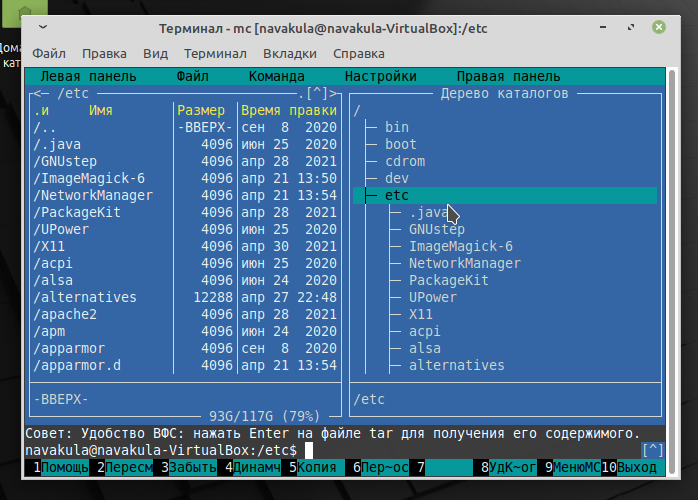 Терминал - mc [navakula@navakula-VirtualBox]:/etc
Файл Правка Вид Терминал Вкладки Справка
Левая панель Файл Команда Настройки Правая панель
<─ /etc .[^]> Дерево каталогов
.и Имя Размер Время правки /
/.. -ВВЕРХ- сен 8 2020 bin
/.java 4096 июн 25 2020 boot
/GNUstep 4096 апр 28 2021 cdrom
/ImageMagick-6 4096 апр 21 13:50 dev
/NetworkManager 4096 апр 21 13:54 etc
/PackageKit 4096 апр 28 2021 .java
/UPower 4096 июн 25 2020 GNUstep
/X11 4096 апр 30 2021 ImageMagick-6
/acpi 4096 июн 25 2020 NetworkManager
/alsa 4096 июн 24 2020 PackageKit
/alternatives 12288 апр 27 22:48 UPower
/apache2 4096 апр 28 2021 X11
/apm 4096 июн 24 2020 acpi
/apparmor 4096 сен 8 2020 alsa
/apparmor.d 4096 апр 21 13:54 alternatives
-ВВЕРХ- /etc
93G/117G (79%)
Совет: Удобство ВФС: нажать Enter на файле tar для получения его содержимого.
navakula@navakula-VirtualBox:/etc$ [^]
1Помощь 2Пересм 3Забыть 4Динамч 5Копия 6Пер~ос 7 8УдК~ог 9МенюMC 10Выход